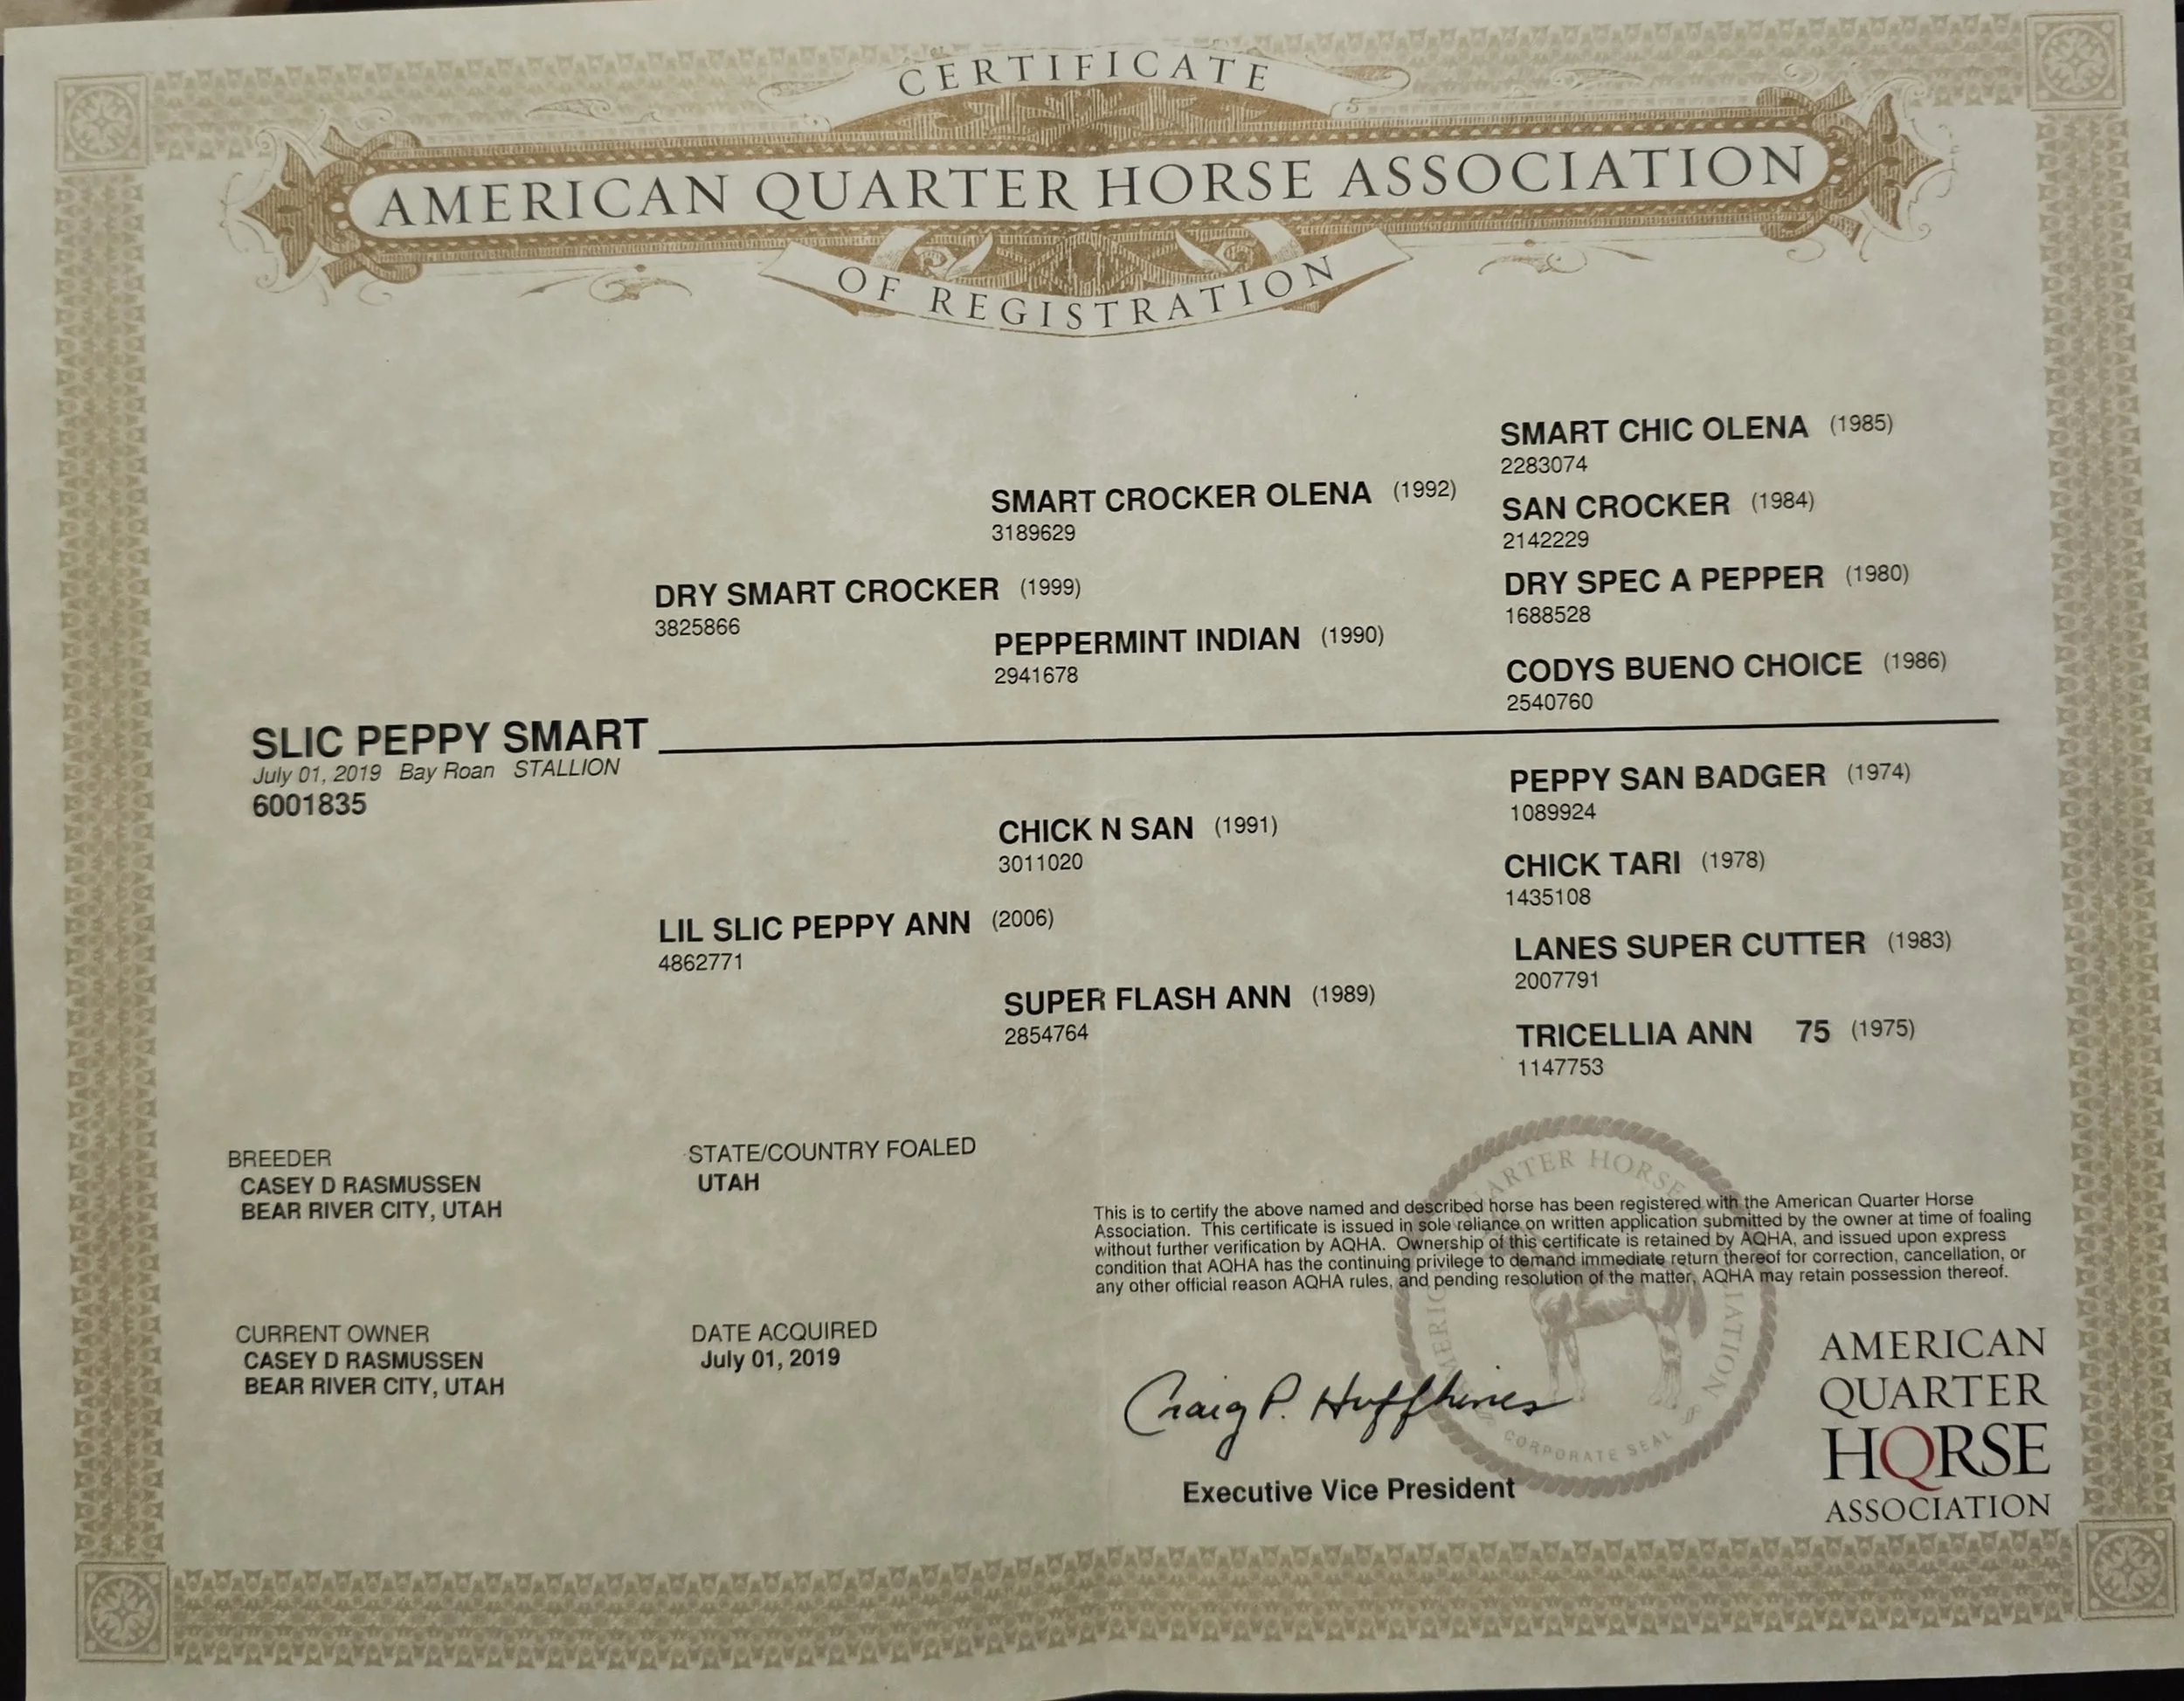 CERTIFICATE
AMERICAN QUARTER HORSE ASSOCIATION
OF REGISTRATION
SMART CHIC OLENA (1985)
2283074
SMART CROCKER OLENA (1992)
3189629
SAN CROCKER (1984)
2142229
DRY SMART CROCKER (1999)
3825866
DRY SPEC A PEPPER (1980)
1688528
PEPPERMINT INDIAN (1990)
2941678
CODYS BUENO CHOICE (1986)
2540760
SLIC PEPPY SMART
July 01, 2019 Bay Roan STALLION
6001835
PEPPY SAN BADGER (1974)
1089924
CHICK N SAN (1991)
3011020
CHICK TARI (1978)
1435108
LIL SLIC PEPPY ANN (2006)
4862771
LANES SUPER CUTTER (1983)
2007791
SUPER FLASH ANN (1989)
2854764
TRICELLIA ANN 75 (1975)
1147753
BREEDER
CASEY D RASMUSSEN
BEAR RIVER CITY, UTAH
STATE/COUNTRY FOALED
UTAH
This is to certify the above named and described horse has been registered with the American Quarter Horse
Association. This certificate is issued in sole reliance on written application submitted by the owner at time of foaling
without further verification by AQHA. Ownership of this certificate is retained by AQHA, and issued upon express
condition that AQHA has the continuing privilege to demand immediate return thereof for correction, cancellation, or
any other official reason AQHA rules, and pending resolution of the matter, AQHA may retain possession thereof.
CURRENT OWNER
CASEY D RASMUSSEN
BEAR RIVER CITY, UTAH
DATE ACQUIRED
July 01, 2019
Craig P. Huffhines
Executive Vice President
QUARTER HORSE
CORPORATE SEAL
AMERICAN
QUARTER
HORSE
ASSOCIATION